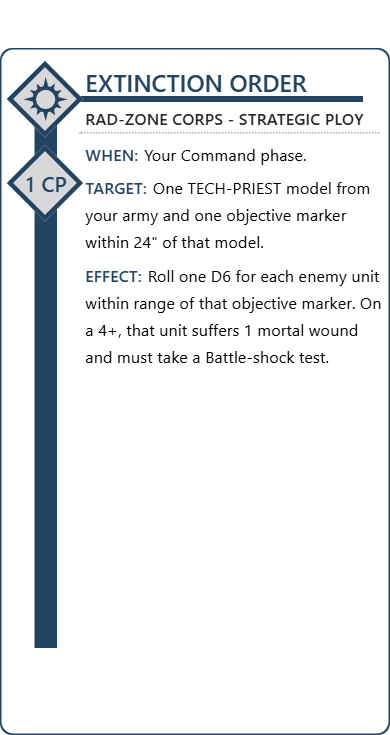 EXTINCTION ORDER
RAD-ZONE CORPS - STRATEGIC PLOY
1 CP
WHEN: Your Command phase.
TARGET: One TECH-PRIEST model from
your army and one objective marker
within 24" of that model.
EFFECT: Roll one D6 for each enemy unit
within range of that objective marker. On
a 4+, that unit suffers 1 mortal wound
and must take a Battle-shock test.